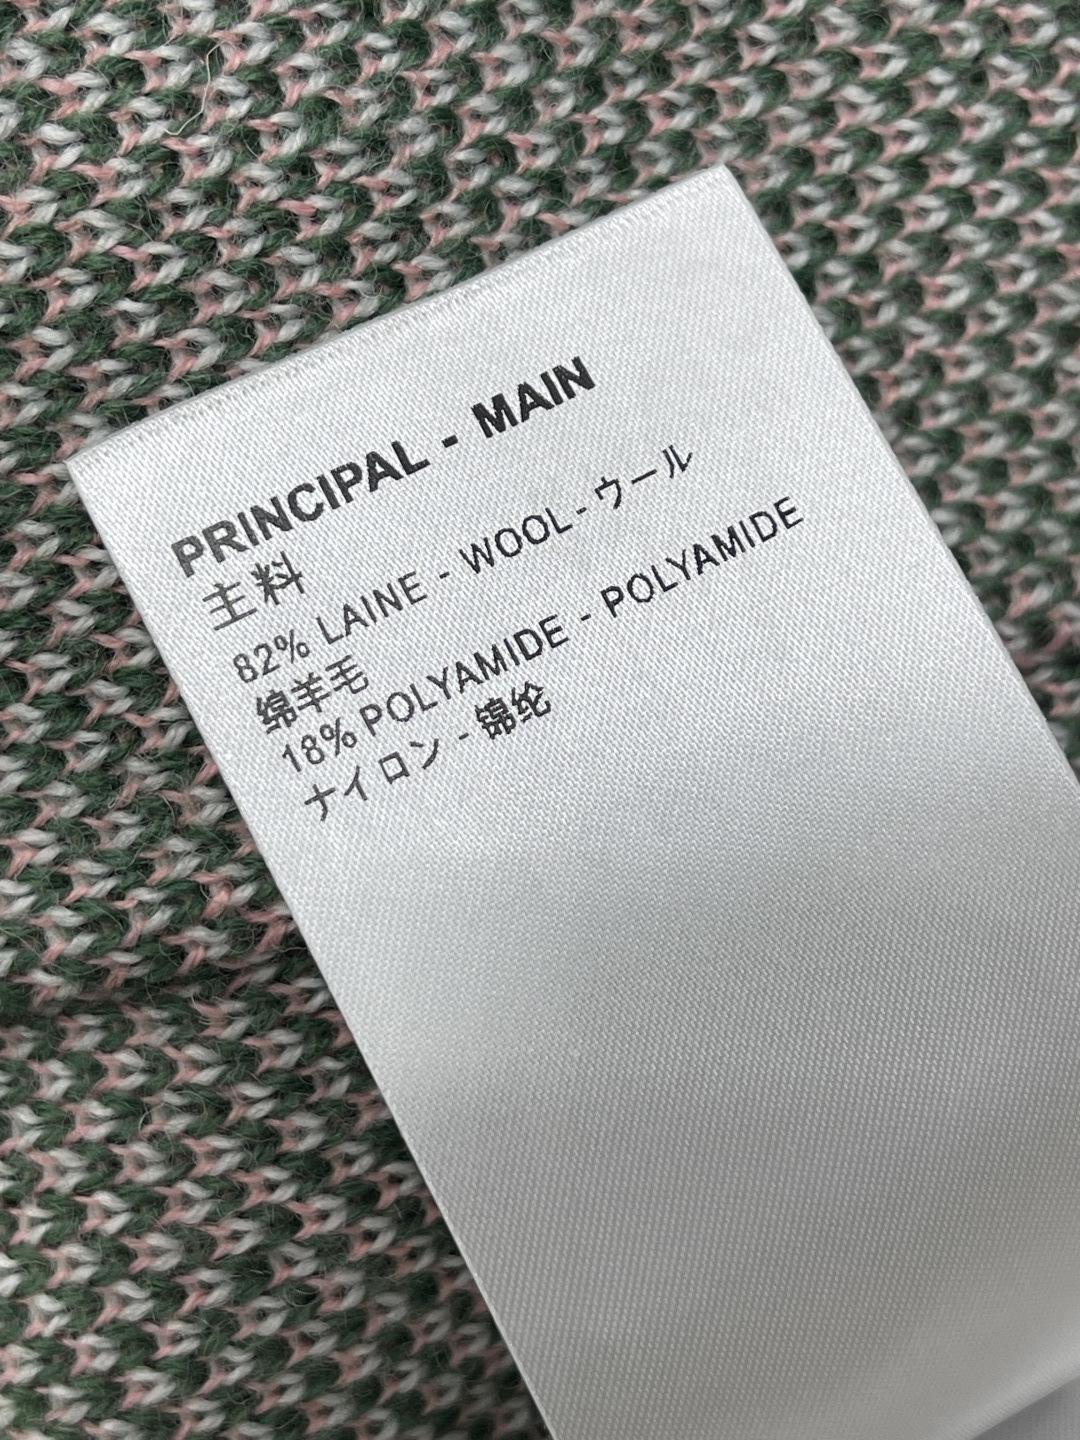 PRINCIPAL - MAIN
主料
82% LAINE - WOOL - ウール
绵羊毛
18% POLYAMIDE - POLYAMIDE
ナイロン - 锦纶